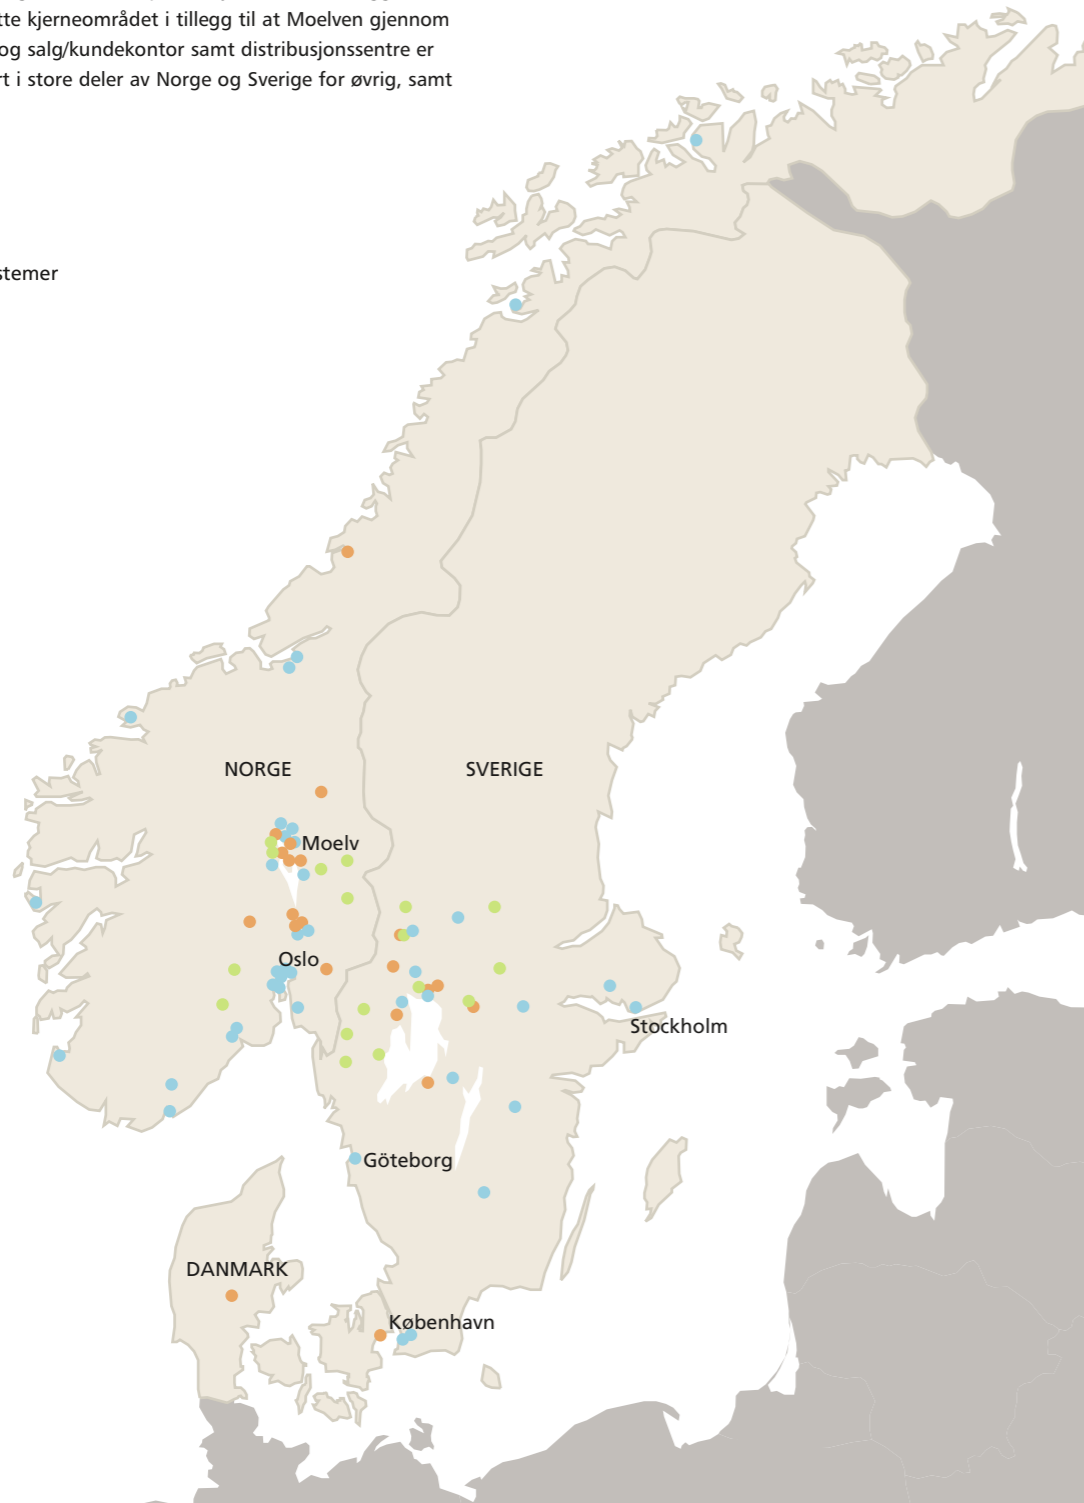 tte kjerneområdet i tillegg til at Moelven gjennom
og salg/kundekontor samt distribusjonssentre er
rt i store deler av Norge og Sverige for øvrig, samt
stemer
NORGE
SVERIGE
Moelv
Oslo
Stockholm
Göteborg
DANMARK
København